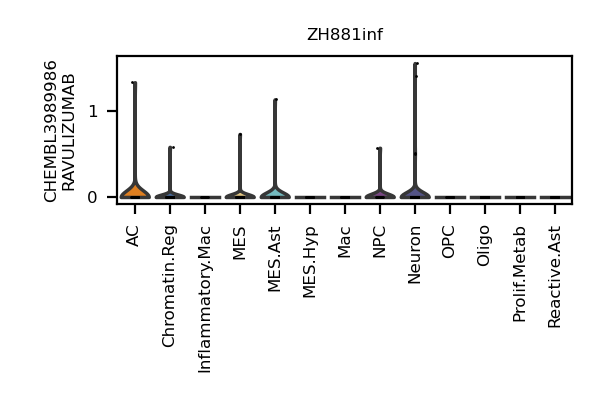 ZH881inf
CHEMBL3989986
RAVULIZUMAB
1
0
AC
Chromatin.Reg
Inflammatory.Mac
MES
MES.Ast
MES.Hyp
Mac
NPC
Neuron
OPC
Oligo
Prolif.Metab
Reactive.Ast